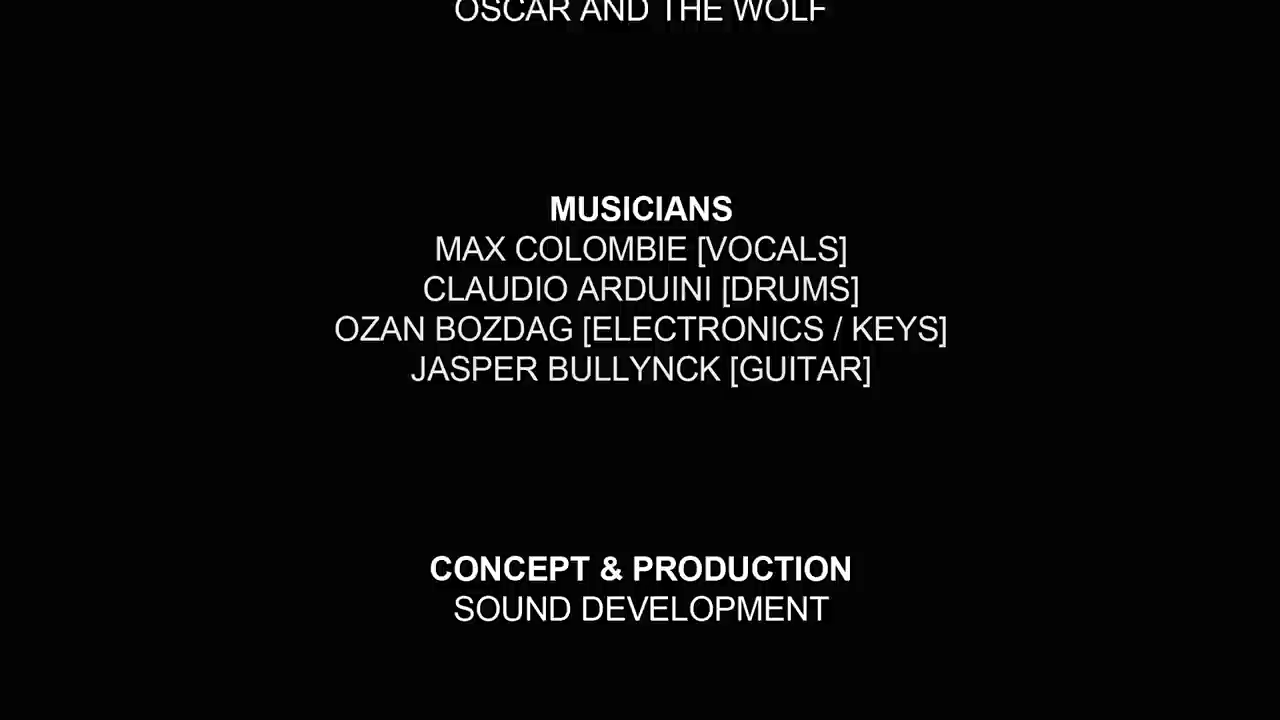 OSCAR AND THE WOLF
MUSICIANS
MAX COLOMBIE [VOCALS]
CLAUDIO ARDUINI [DRUMS]
OZAN BOZDAG [ELECTRONICS / KEYS]
JASPER BULLYNCK [GUITAR]
CONCEPT & PRODUCTION
SOUND DEVELOPMENT